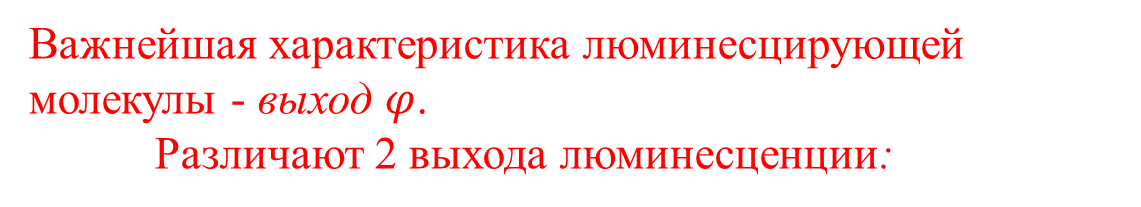 Важнейшая характеристика люминесцирующей
молекулы - выход φ.
Различают 2 выхода люминесценции: